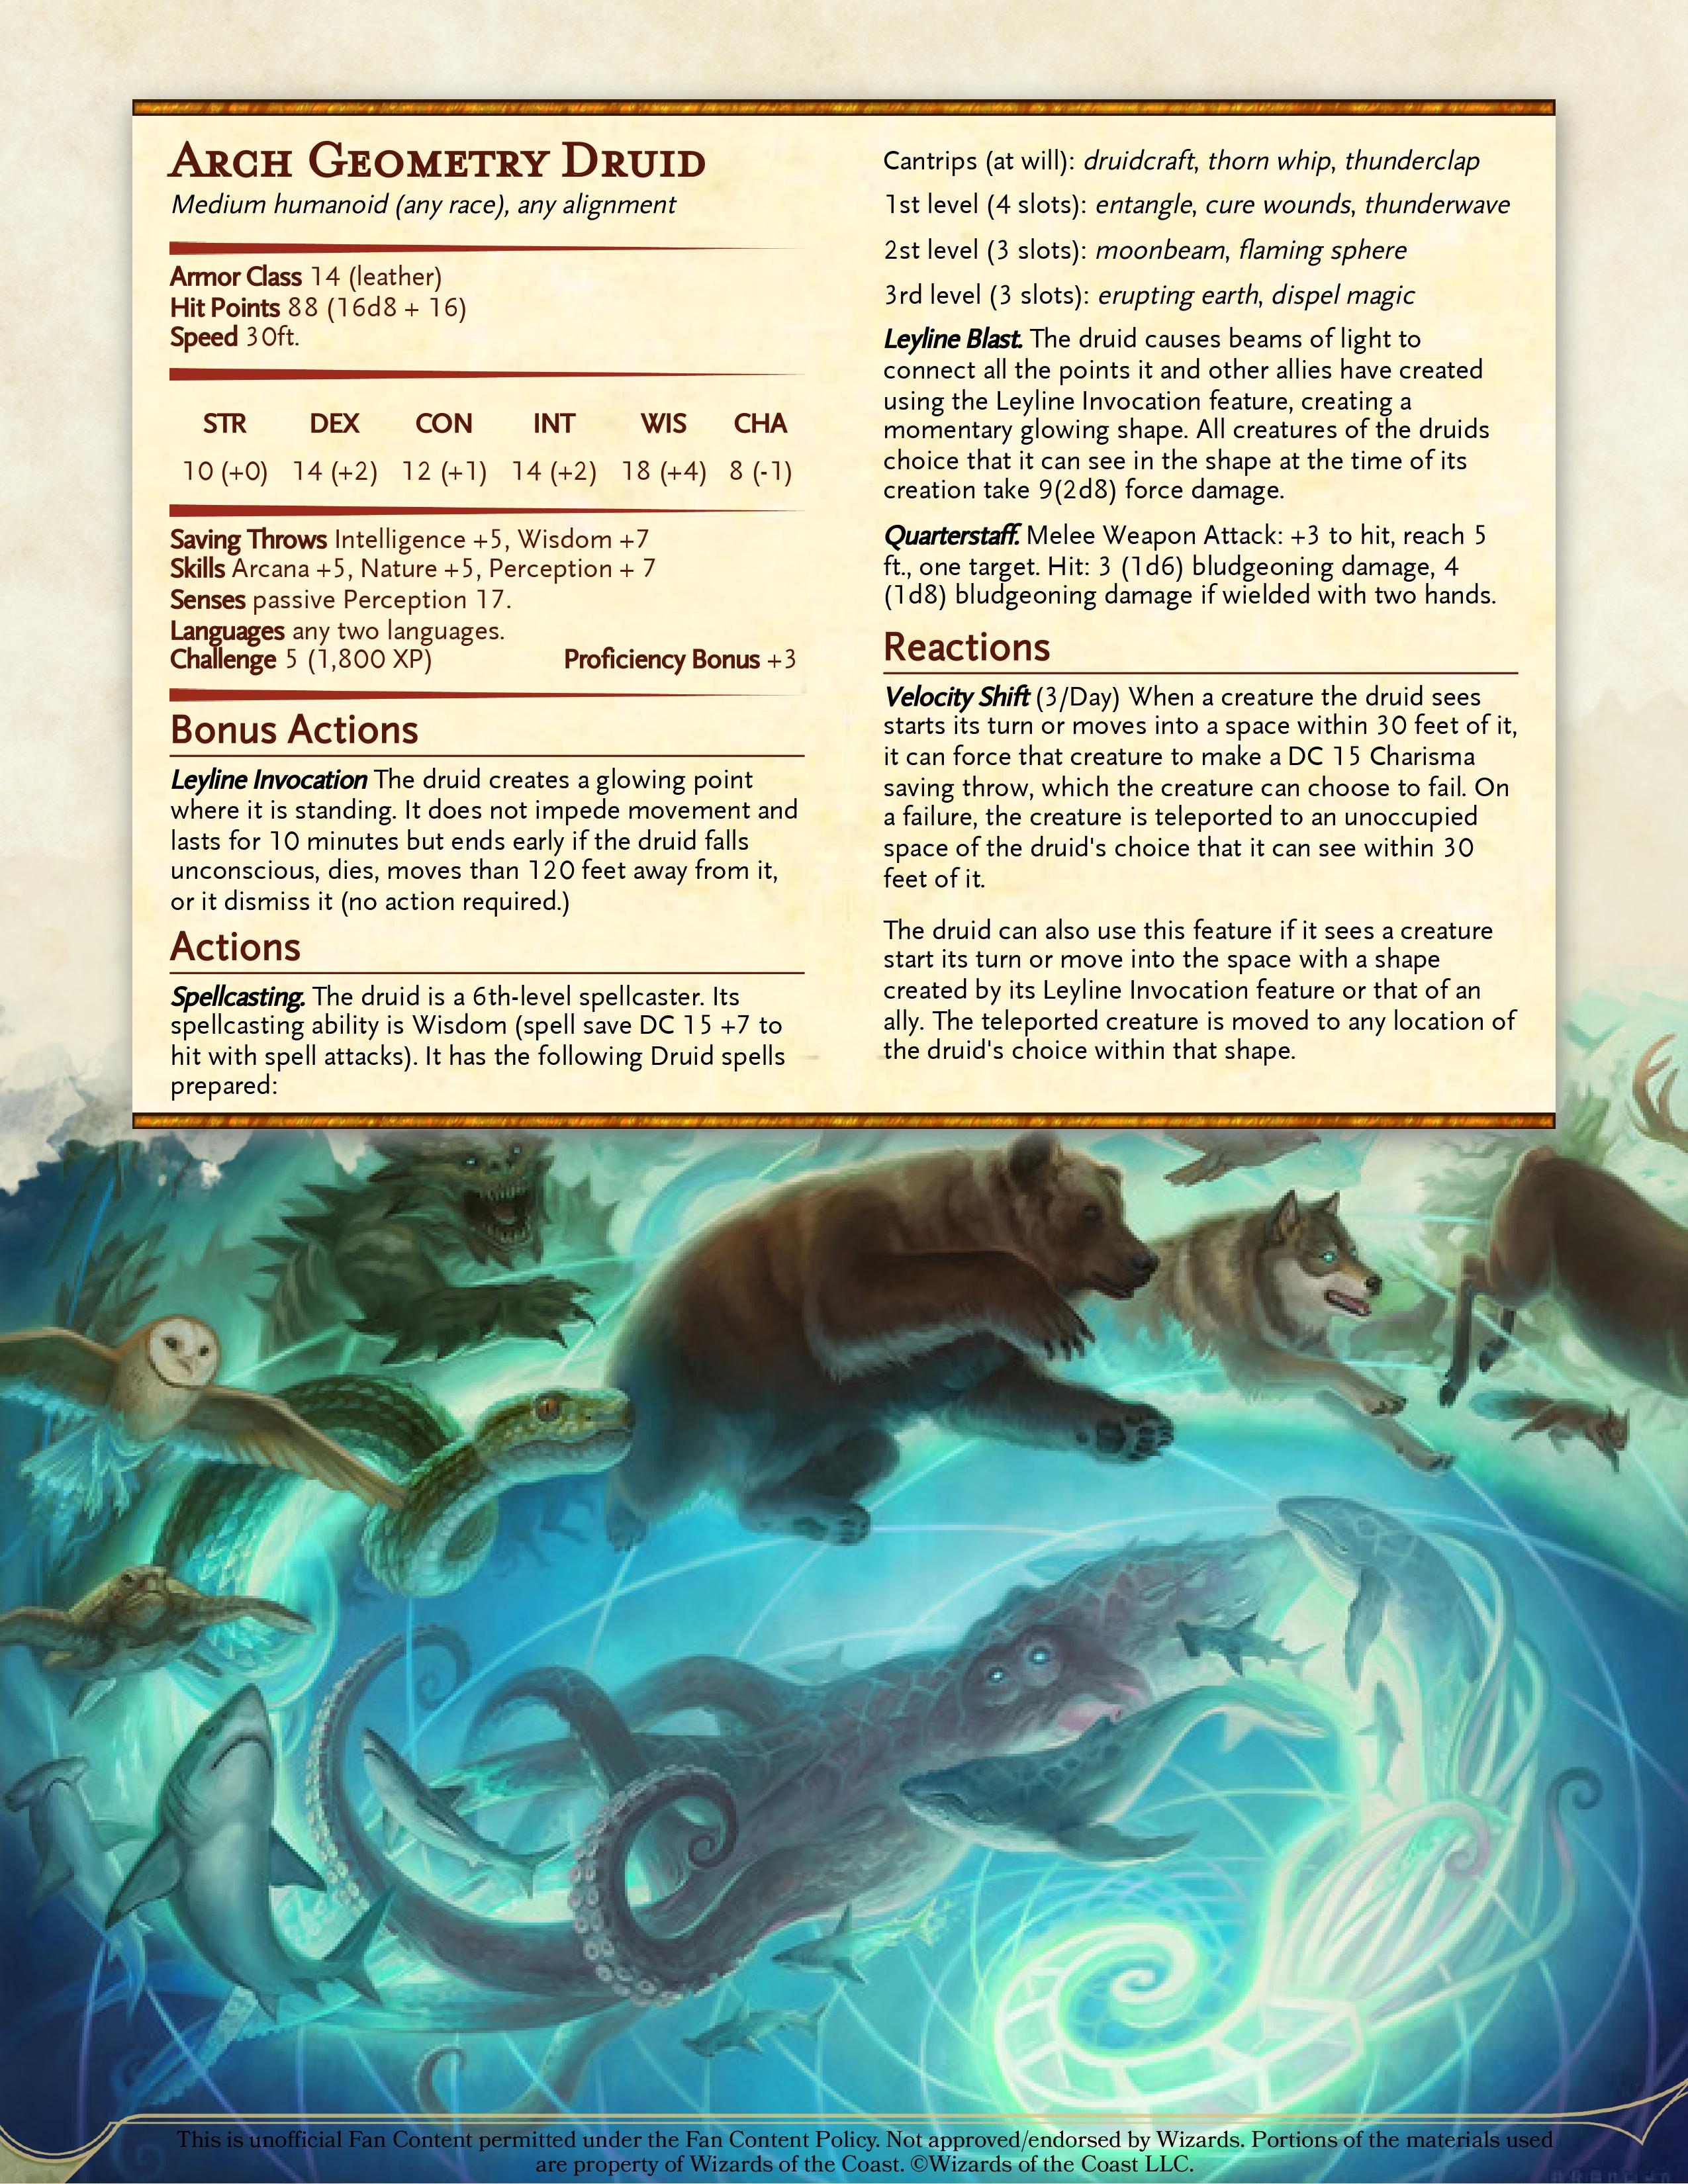 Arch Geometry Druid
Medium humanoid (any race), any alignment
Armor Class 14 (leather)
Hit Points 88 (16d8 + 16)
Speed 30ft.
STR DEX CON INT WIS CHA
10 (+0) 14 (+2) 12 (+1) 14 (+2) 18 (+4) 8 (-1)
Saving Throws Intelligence +5, Wisdom +7
Skills Arcana +5, Nature +5, Perception + 7
Senses passive Perception 17.
Languages any two languages.
Challenge 5 (1,800 XP) Proficiency Bonus +3
Bonus Actions
Leyline Invocation The druid creates a glowing point
where it is standing. It does not impede movement and
lasts for 10 minutes but ends early if the druid falls
unconscious, dies, moves than 120 feet away from it,
or it dismiss it (no action required.)
Actions
Spellcasting. The druid is a 6th-level spellcaster. Its
spellcasting ability is Wisdom (spell save DC 15 +7 to
hit with spell attacks). It has the following Druid spells
prepared:
Cantrips (at will): druidcraft, thorn whip, thunderclap
1st level (4 slots): entangle, cure wounds, thunderwave
2st level (3 slots): moonbeam, flaming sphere
3rd level (3 slots): erupting earth, dispel magic
Leyline Blast. The druid causes beams of light to
connect all the points it and other allies have created
using the Leyline Invocation feature, creating a
momentary glowing shape. All creatures of the druids
choice that it can see in the shape at the time of its
creation take 9(2d8) force damage.
Quarterstaff. Melee Weapon Attack: +3 to hit, reach 5
ft., one target. Hit: 3 (1d6) bludgeoning damage, 4
(1d8) bludgeoning damage if wielded with two hands.
Reactions
Velocity Shift (3/Day) When a creature the druid sees
starts its turn or moves into a space within 30 feet of it,
it can force that creature to make a DC 15 Charisma
saving throw, which the creature can choose to fail. On
a failure, the creature is teleported to an unoccupied
space of the druid's choice that it can see within 30
feet of it.
The druid can also use this feature if it sees a creature
start its turn or move into the space with a shape
created by its Leyline Invocation feature or that of an
ally. The teleported creature is moved to any location of
the druid's choice within that shape.
This is unofficial Fan Content permitted under the Fan Content Policy. Not approved/endorsed by Wizards. Portions of the materials used
are property of Wizards of the Coast. ©Wizards of the Coast LLC.